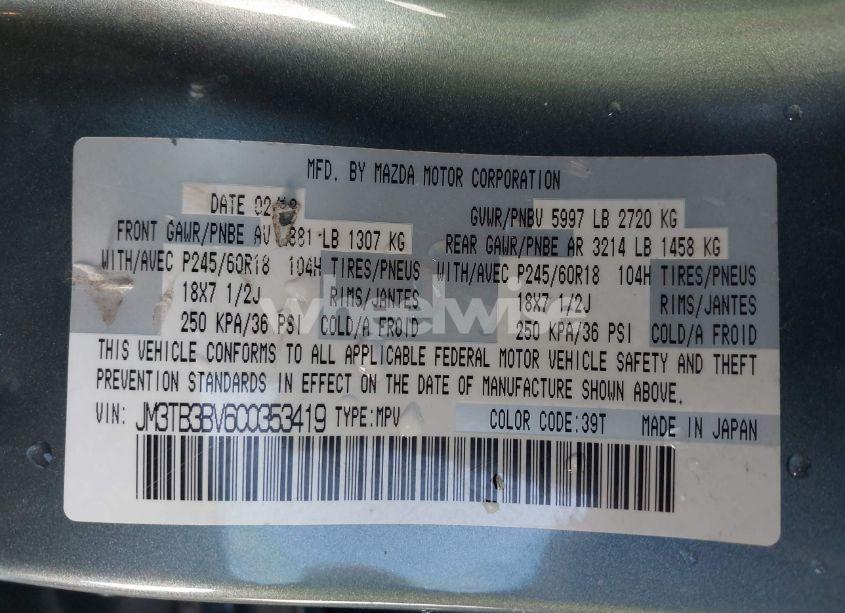 MFD. BY MAZDA MOTOR CORPORATION
DATE
GVWR/PNBV 5997 LB 2720 KG
FRONT GAWR/PNBE AV 881 LB 1307 KG
REAR GAWR/PNBE AR 3214 LB 1458 KG
WITH/AVEC P245/60R18 104H TIRES/PNEUS WITH/AVEC P245/60R18 104H TIRES/PNEUS
18X7 1/2J RIMS/JANTES 18X7 1/2J RIMS/JANTES
250 KPA/36 PSI COLD/A FROID 250 KPA/36 PSI COLD/A FROID
wheelwise
THIS VEHICLE CONFORMS TO ALL APPLICABLE FEDERAL MOTOR VEHICLE SAFETY AND THEFT
PREVENTION STANDARDS IN EFFECT ON THE DATE OF MANUFACTURE SHOWN ABOVE.
VIN: JM3TB3BV6C0353419 TYPE:MPV COLOR CODE:39T MADE IN JAPAN